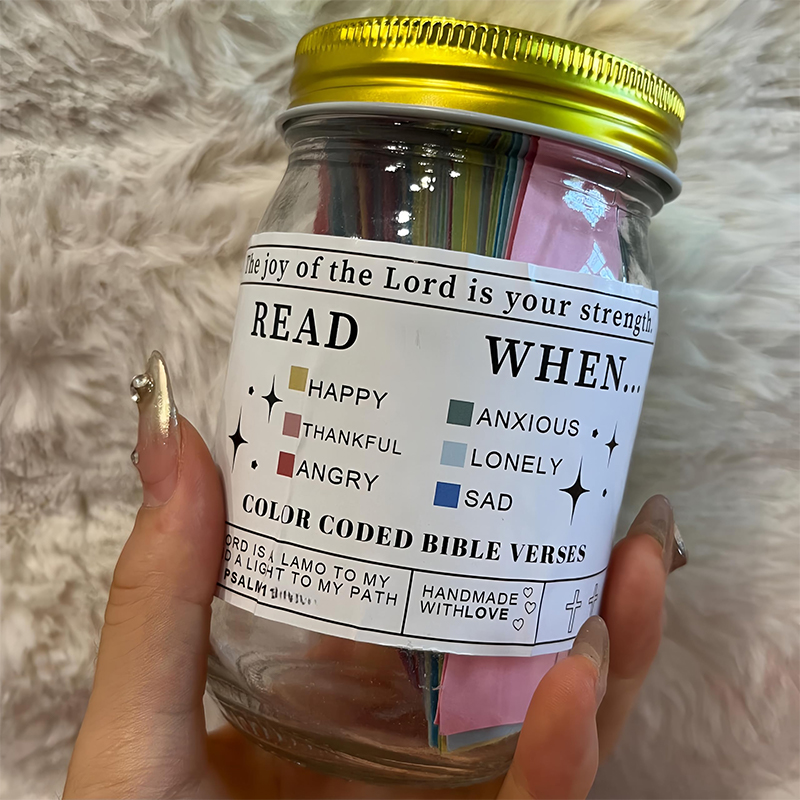 The joy of the Lord is your strength.
READ WHEN...
HAPPY
THANKFUL
ANGRY
ANXIOUS
LONELY
SAD
COLOR CODED BIBLE VERSES
ORD IS A LAMO TO MY
D A LIGHT TO MY PATH
PSALM
HANDMADE
WITHLOVE